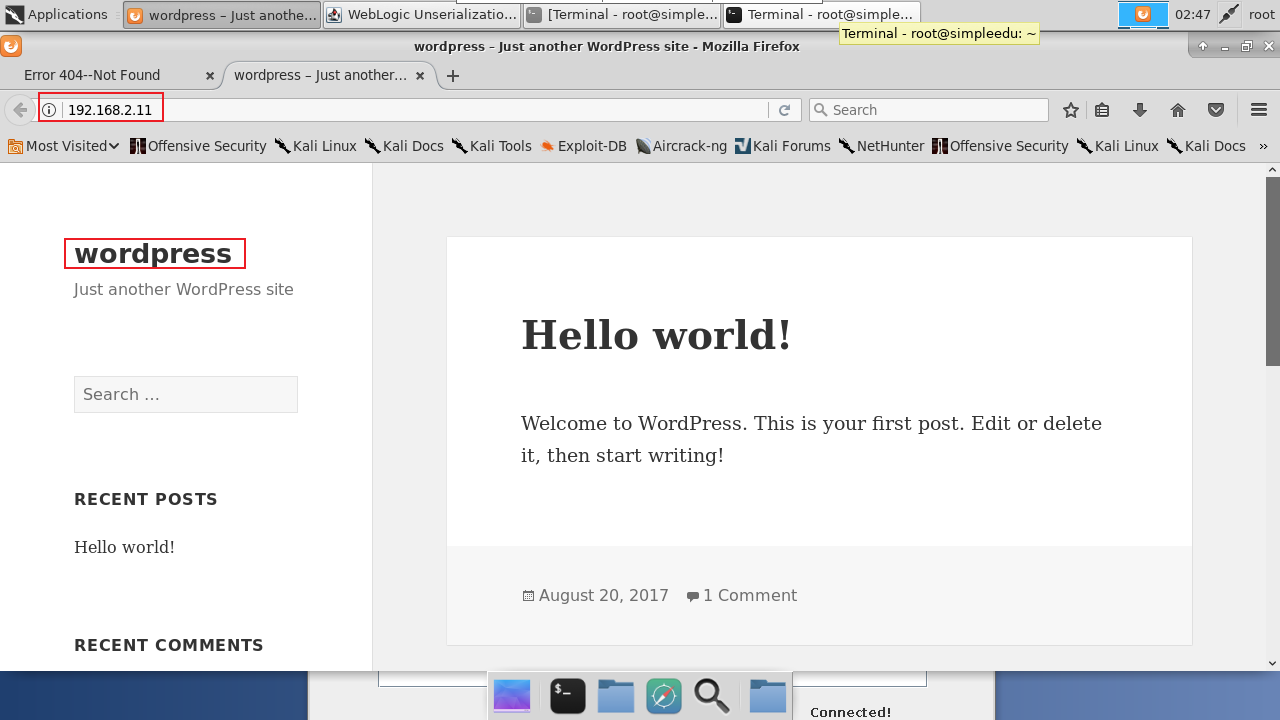 Applications
wordpress – Just anothe...
WebLogic Unserializatio...
[Terminal - root@simple...
Terminal - root@simple...
02:47
root
Terminal - root@simpleedu: ~
wordpress – Just another WordPress site - Mozilla Firefox
Error 404--Not Found
wordpress – Just another...
192.168.2.11
Search
Most Visited
Offensive Security
Kali Linux
Kali Docs
Kali Tools
Exploit-DB
Aircrack-ng
Kali Forums
NetHunter
Offensive Security
Kali Linux
Kali Docs
»
wordpress
Just another WordPress site
Search …
RECENT POSTS
Hello world!
RECENT COMMENTS
Hello world!
Welcome to WordPress. This is your first post. Edit or delete
it, then start writing!
August 20, 2017
1 Comment
Connected!